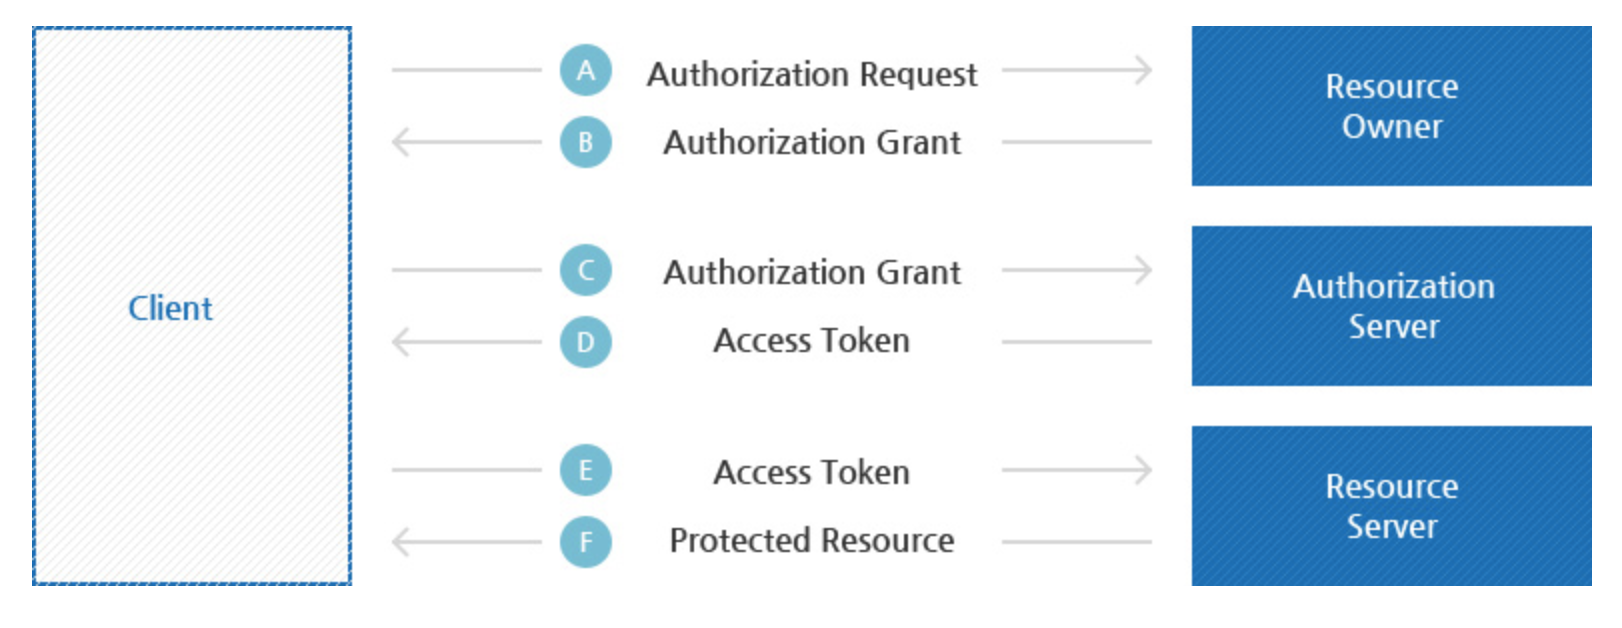 Client
A Authorization Request
B Authorization Grant
Resource
Owner
C Authorization Grant
D Access Token
Authorization
Server
E Access Token
F Protected Resource
Resource
Server